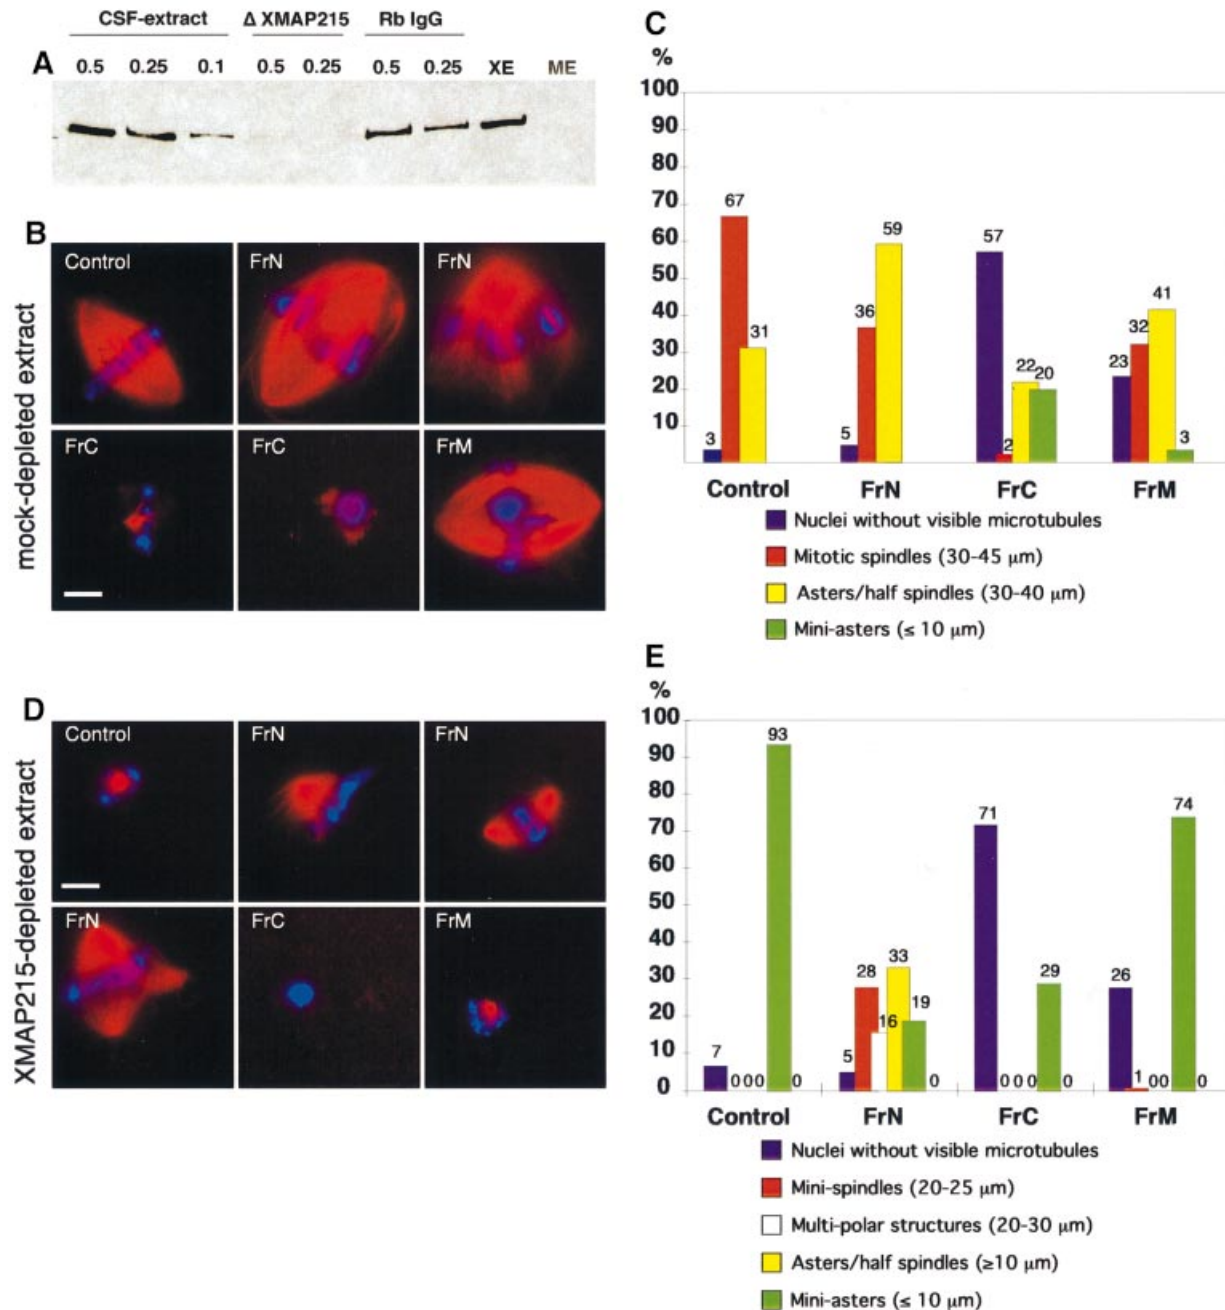 CSF-extract Δ XMAP215 Rb IgG
A 0.5 0.25 0.1 0.5 0.25 0.5 0.25 XE ME
B
mock-depleted extract
Control FrN FrN
FrC FrC FrM
C
%
100
90
80
70
60
50
40
30
20
10
3 67 31
5 36 59
57 2 22 20
23 32 41 3
Control FrN FrC FrM
Nuclei without visible microtubules
Mitotic spindles (30-45 µm)
Asters/half spindles (30-40 µm)
Mini-asters (≤ 10 µm)
D
XMAP215-depleted extract
Control FrN FrN
FrN FrC FrM
E
%
100
90
80
70
60
50
40
30
20
10
0
7 0 0 0 93 0
5 28 16 33 19 0
71 0 0 0 29 0
26 1 0 0 74 0
Control FrN FrC FrM
Nuclei without visible microtubules
Mini-spindles (20-25 µm)
Multi-polar structures (20-30 µm)
Asters/half spindles (≥10 µm)
Mini-asters (≤ 10 µm)